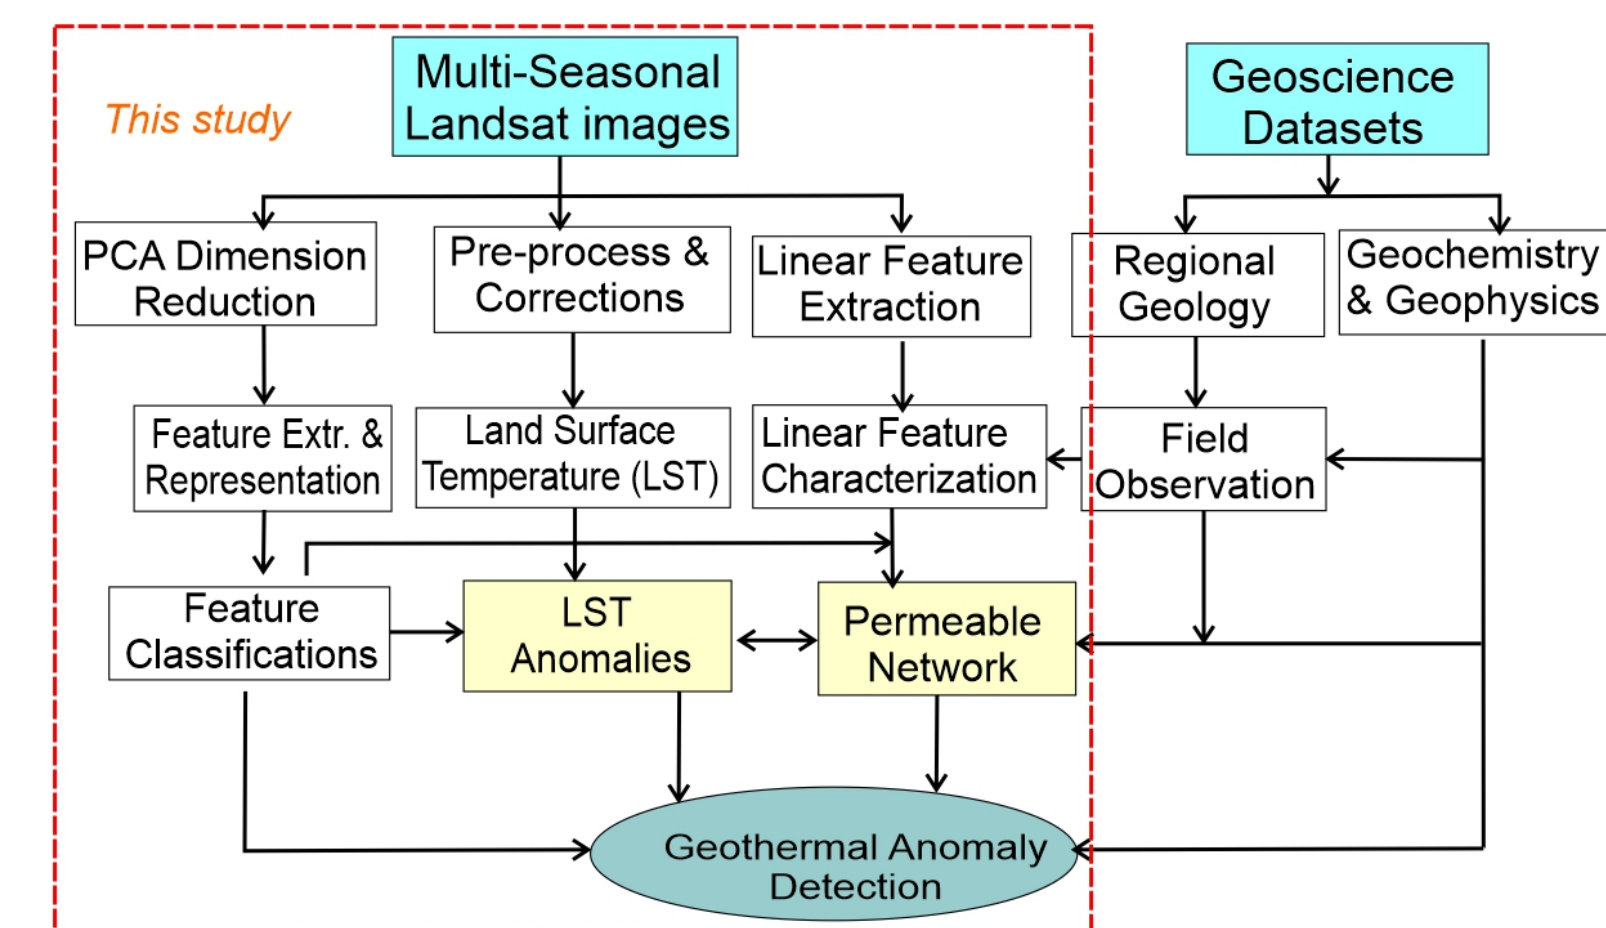 This study
Multi-Seasonal
Landsat images
Geoscience
Datasets
PCA Dimension
Reduction
Pre-process &
Corrections
Linear Feature
Extraction
Regional
Geology
Geochemistry
& Geophysics
Feature Extr. &
Representation
Land Surface
Temperature (LST)
Linear Feature
Characterization
Field
Observation
Feature
Classifications
LST
Anomalies
Permeable
Network
Geothermal Anomaly
Detection